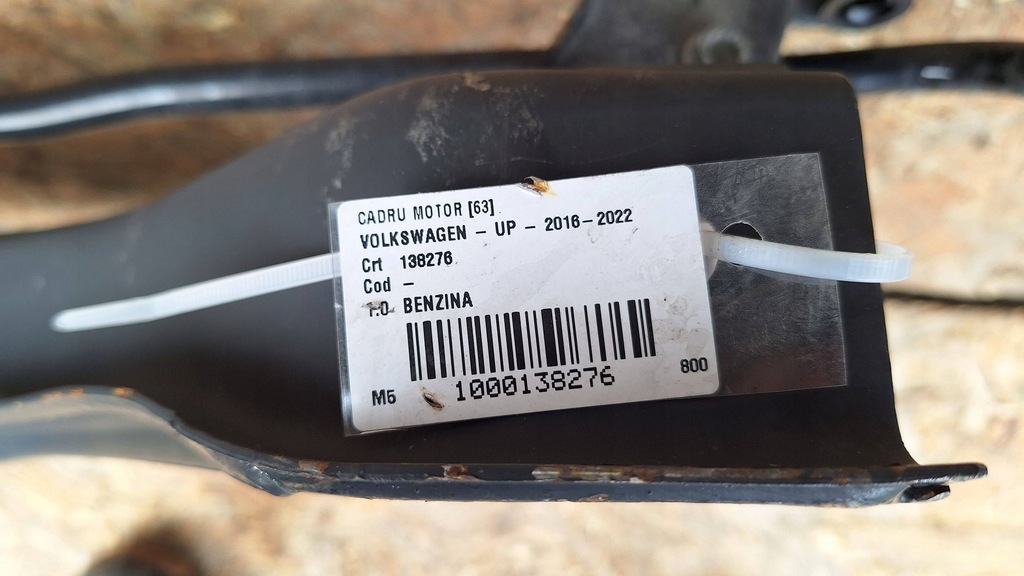 CADRU MOTOR [63]
VOLKSWAGEN - UP - 2016-2022
Crt 138276
Cod -
1.0 BENZINA
1000138276
M5 800